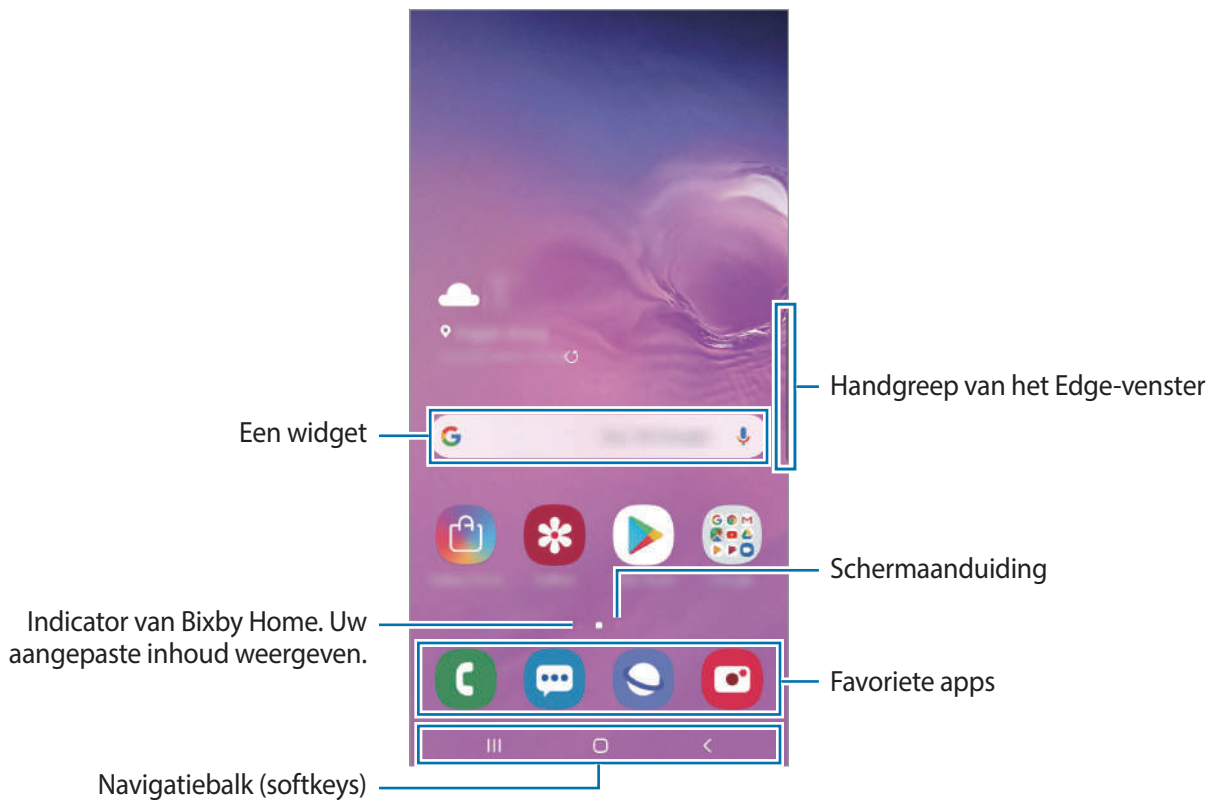 Handgreep van het Edge-venster
Een widget
Schermaanduiding
Indicator van Bixby Home. Uw
aangepaste inhoud weergeven.
Favoriete apps
Navigatiebalk (softkeys)